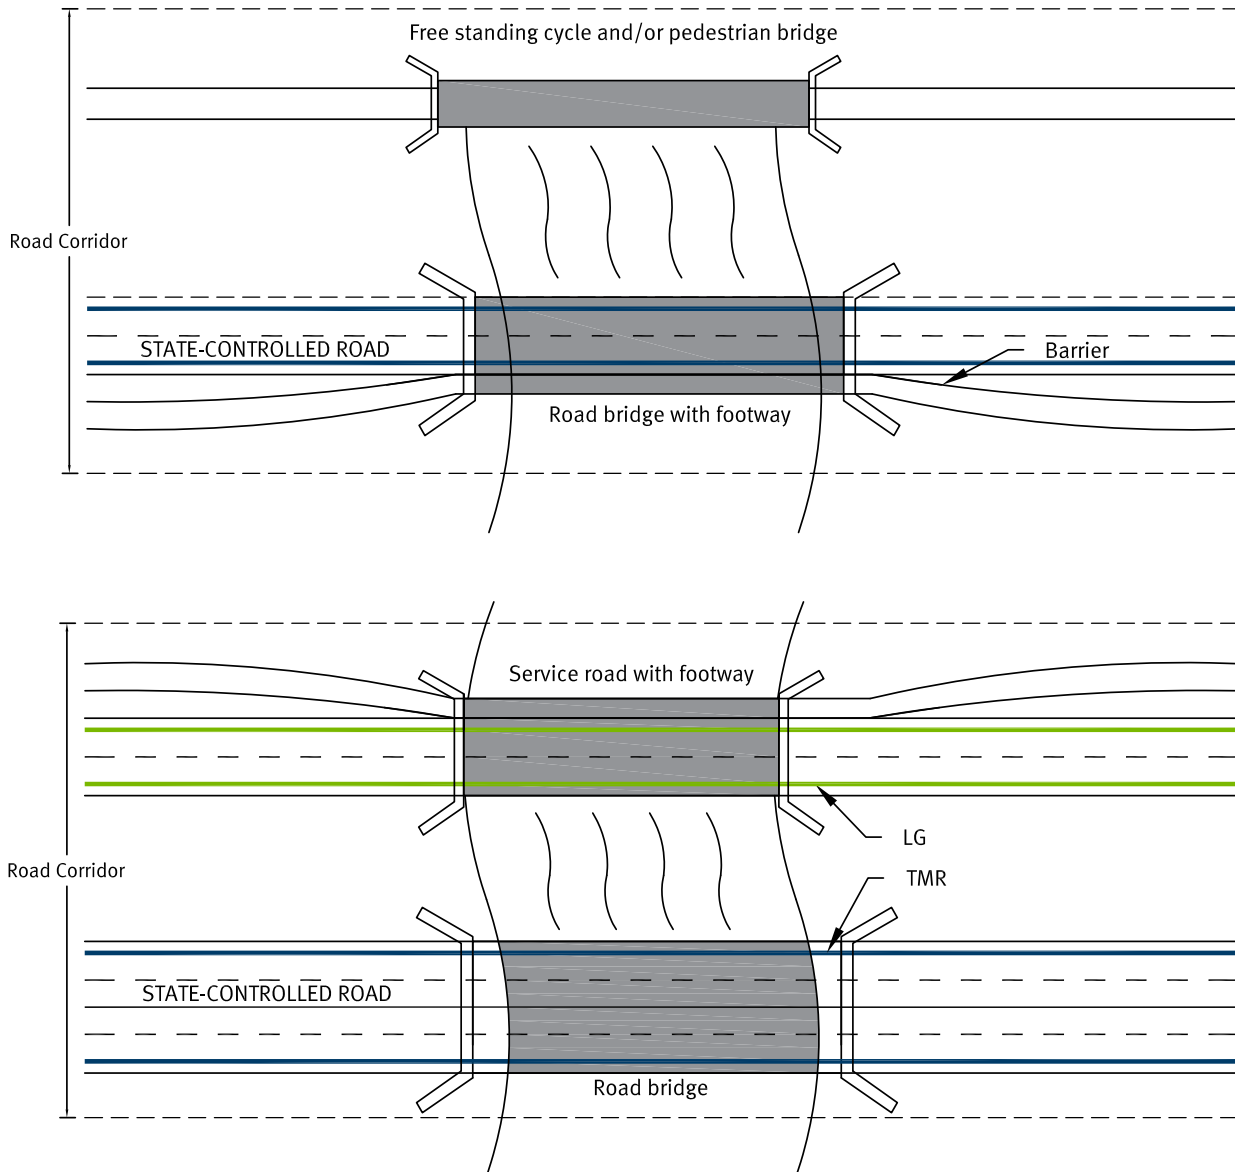 Free standing cycle and/or pedestrian bridge
Road Corridor
STATE-CONTROLLED ROAD
Barrier
Road bridge with footway
Service road with footway
LG
Road Corridor
TMR
STATE-CONTROLLED ROAD
Road bridge